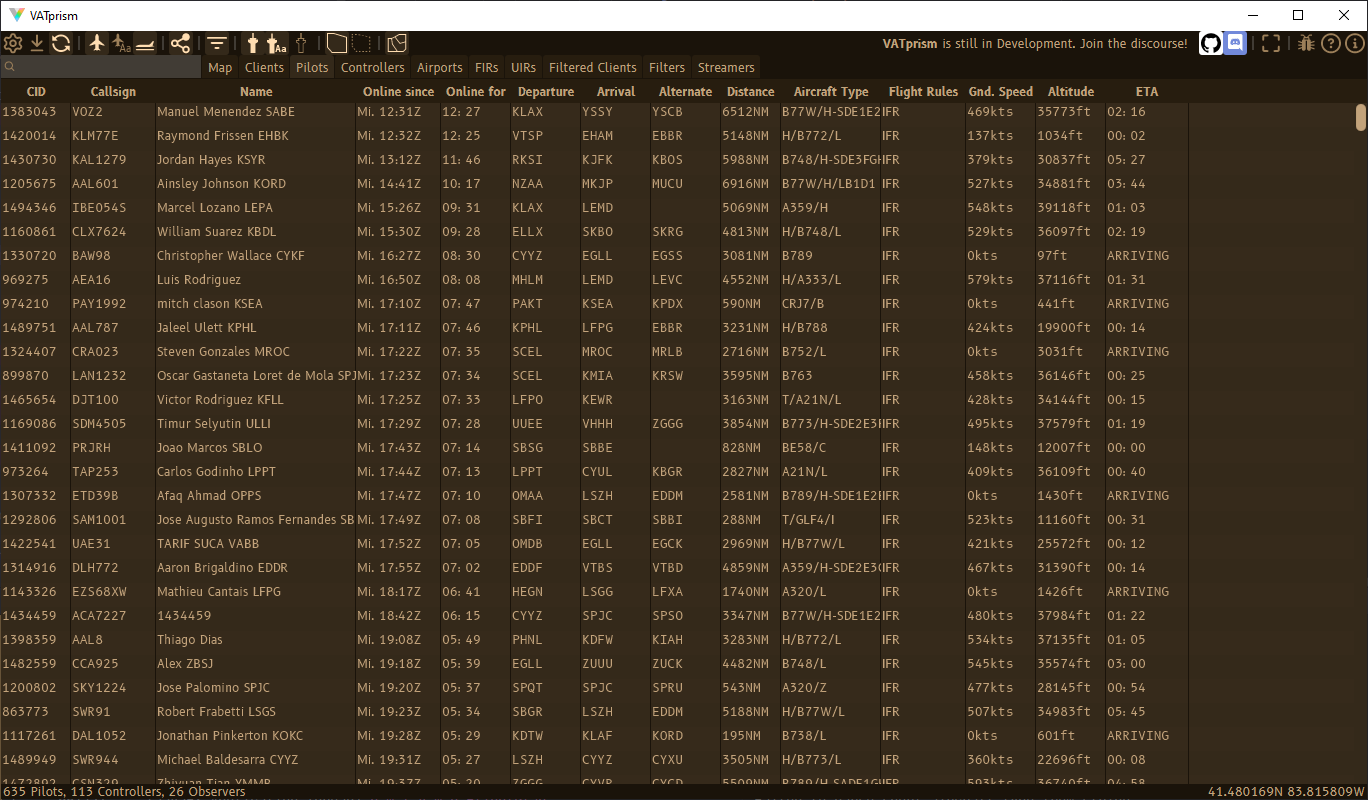 VATprism
VATprism is still in Development. Join the discourse!
Map Clients Pilots Controllers Airports FIRs UIRs Filtered Clients Filters Streamers
CID Callsign Name Online since Online for Departure Arrival Alternate Distance Aircraft Type Flight Rules Gnd. Speed Altitude ETA
1383043 VOZ2 Manuel Menendez SABE Mi. 12:31Z 12: 27 KLAX YSSY YSCB 6512NM B77W/H-SDE1E2 IFR 469kts 35773ft 02: 16
1420014 KLM77E Raymond Frissen EHBK Mi. 12:32Z 12: 25 VTSP EHAM EBBR 5148NM H/B772/L IFR 137kts 1034ft 00: 02
1430730 KAL1279 Jordan Hayes KSYR Mi. 13:12Z 11: 46 RKSI KJFK KBOS 5988NM B748/H-SDE3FGH IFR 379kts 30837ft 05: 27
1205675 AAL601 Ainsley Johnson KORD Mi. 14:41Z 10: 17 NZAA MKJP MUCU 6916NM B77W/H/LB1D1 IFR 527kts 34881ft 03: 44
1494346 IBE054S Marcel Lozano LEPA Mi. 15:26Z 09: 31 KLAX LEMD 5069NM A359/H IFR 548kts 39118ft 01: 03
1160861 CLX7624 William Suarez KBDL Mi. 15:30Z 09: 28 ELLX SKBO SKRG 4813NM H/B748/L IFR 529kts 36097ft 02: 19
1330720 BAW98 Christopher Wallace CYKF Mi. 16:27Z 08: 30 CYYZ EGLL EGSS 3081NM B789 IFR 0kts 97ft ARRIVING
969275 AEA16 Luis Rodriguez Mi. 16:50Z 08: 08 MHLM LEMD LEVC 4552NM H/A333/L IFR 579kts 37116ft 01: 31
974210 PAY1992 mitch clason KSEA Mi. 17:10Z 07: 47 PAKT KSEA KPDX 590NM CRJ7/B IFR 0kts 441ft ARRIVING
1489751 AAL787 Jaleel Ulett KPHL Mi. 17:11Z 07: 46 KPHL LFPG EBBR 3231NM H/B788 IFR 424kts 19900ft 00: 14
1324407 CRA023 Steven Gonzales MROC Mi. 17:22Z 07: 35 SCEL MROC MRLB 2716NM B752/L IFR 0kts 3031ft ARRIVING
899870 LAN1232 Oscar Gastaneta Loret de Mola SPJ Mi. 17:23Z 07: 34 SCEL KMIA KRSW 3595NM B763 IFR 458kts 36146ft 00: 25
1465654 DJT100 Victor Rodriguez KFLL Mi. 17:25Z 07: 33 LFPO KEWR 3163NM T/A21N/L IFR 428kts 34144ft 00: 15
1169086 SDM4505 Timur Selyutin ULLI Mi. 17:29Z 07: 28 UUEE VHHH ZGGG 3854NM B773/H-SDE2E3 IFR 495kts 37579ft 01: 19
1411092 PRJRH Joao Marcos SBLO Mi. 17:43Z 07: 14 SBSG SBBE 828NM BE58/C IFR 148kts 12007ft 00: 00
973264 TAP253 Carlos Godinho LPPT Mi. 17:44Z 07: 13 LPPT CYUL KBGR 2827NM A21N/L IFR 409kts 36109ft 00: 40
1307332 ETD39B Afaq Ahmad OPPS Mi. 17:47Z 07: 10 OMAA LSZH EDDM 2581NM B789/H-SDE1E2 IFR 0kts 1430ft ARRIVING
1292806 SAM1001 Jose Augusto Ramos Fernandes SB Mi. 17:49Z 07: 08 SBFI SBCT SBBI 288NM T/GLF4/I IFR 523kts 11160ft 00: 31
1422541 UAE31 TARIF SUCA VABB Mi. 17:52Z 07: 05 OMDB EGLL EGCK 2969NM H/B77W/L IFR 421kts 25572ft 00: 12
1314916 DLH772 Aaron Brigaldino EDDR Mi. 17:55Z 07: 02 EDDF VTBS VTBD 4859NM A359/H-SDE2E3 IFR 467kts 31390ft 00: 14
1143326 EZS68XW Mathieu Cantais LFPG Mi. 18:17Z 06: 41 HEGN LSGG LFXA 1740NM A320/L IFR 0kts 1426ft ARRIVING
1434459 ACA7227 1434459 Mi. 18:42Z 06: 15 CYYZ SPJC SPSO 3347NM B77W/H-SDE1E2 IFR 480kts 37984ft 01: 22
1398359 AAL8 Thiago Dias Mi. 19:08Z 05: 49 PHNL KDFW KIAH 3283NM H/B772/L IFR 534kts 37135ft 01: 05
1482559 CCA925 Alex ZBSJ Mi. 19:18Z 05: 39 EGLL ZUUU ZUCK 4482NM B748/L IFR 545kts 35574ft 03: 00
1200802 SKY1224 Jose Palomino SPJC Mi. 19:20Z 05: 37 SPQT SPJC SPRU 543NM A320/Z IFR 477kts 28145ft 00: 54
863773 SWR91 Robert Frabetti LSGS Mi. 19:23Z 05: 34 SBGR LSZH EDDM 5188NM H/B77W/L IFR 507kts 34983ft 05: 45
1117261 DAL1052 Jonathan Pinkerton KOKC Mi. 19:28Z 05: 29 KDTW KLAF KORD 195NM B738/L IFR 0kts 601ft ARRIVING
1489949 SWR944 Michael Baldesarra CYYZ Mi. 19:31Z 05: 27 LSZH CYYZ CYXU 3505NM H/B773/L IFR 360kts 22696ft 00: 08
635 Pilots, 113 Controllers, 26 Observers 41.480169N 83.815809W